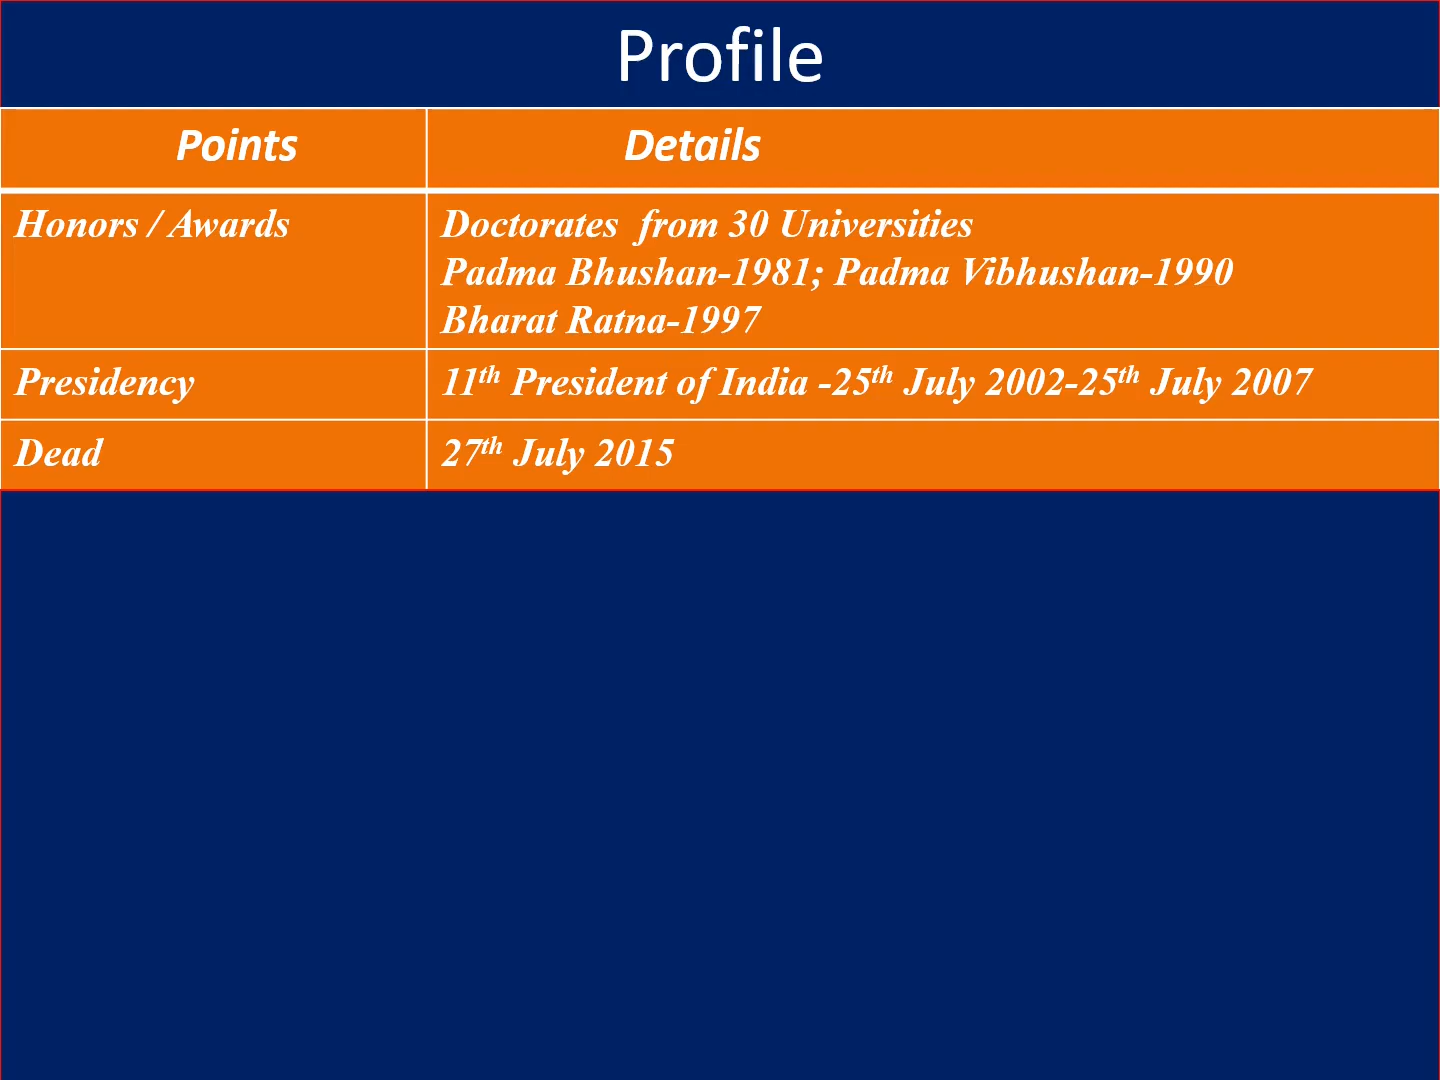 Profile
Points Details
Honors / Awards Doctorates from 30 Universities
Padma Bhushan-1981; Padma Vibhushan-1990
Bharat Ratna-1997
Presidency 11th President of India -25th July 2002-25th July 2007
Dead 27th July 2015